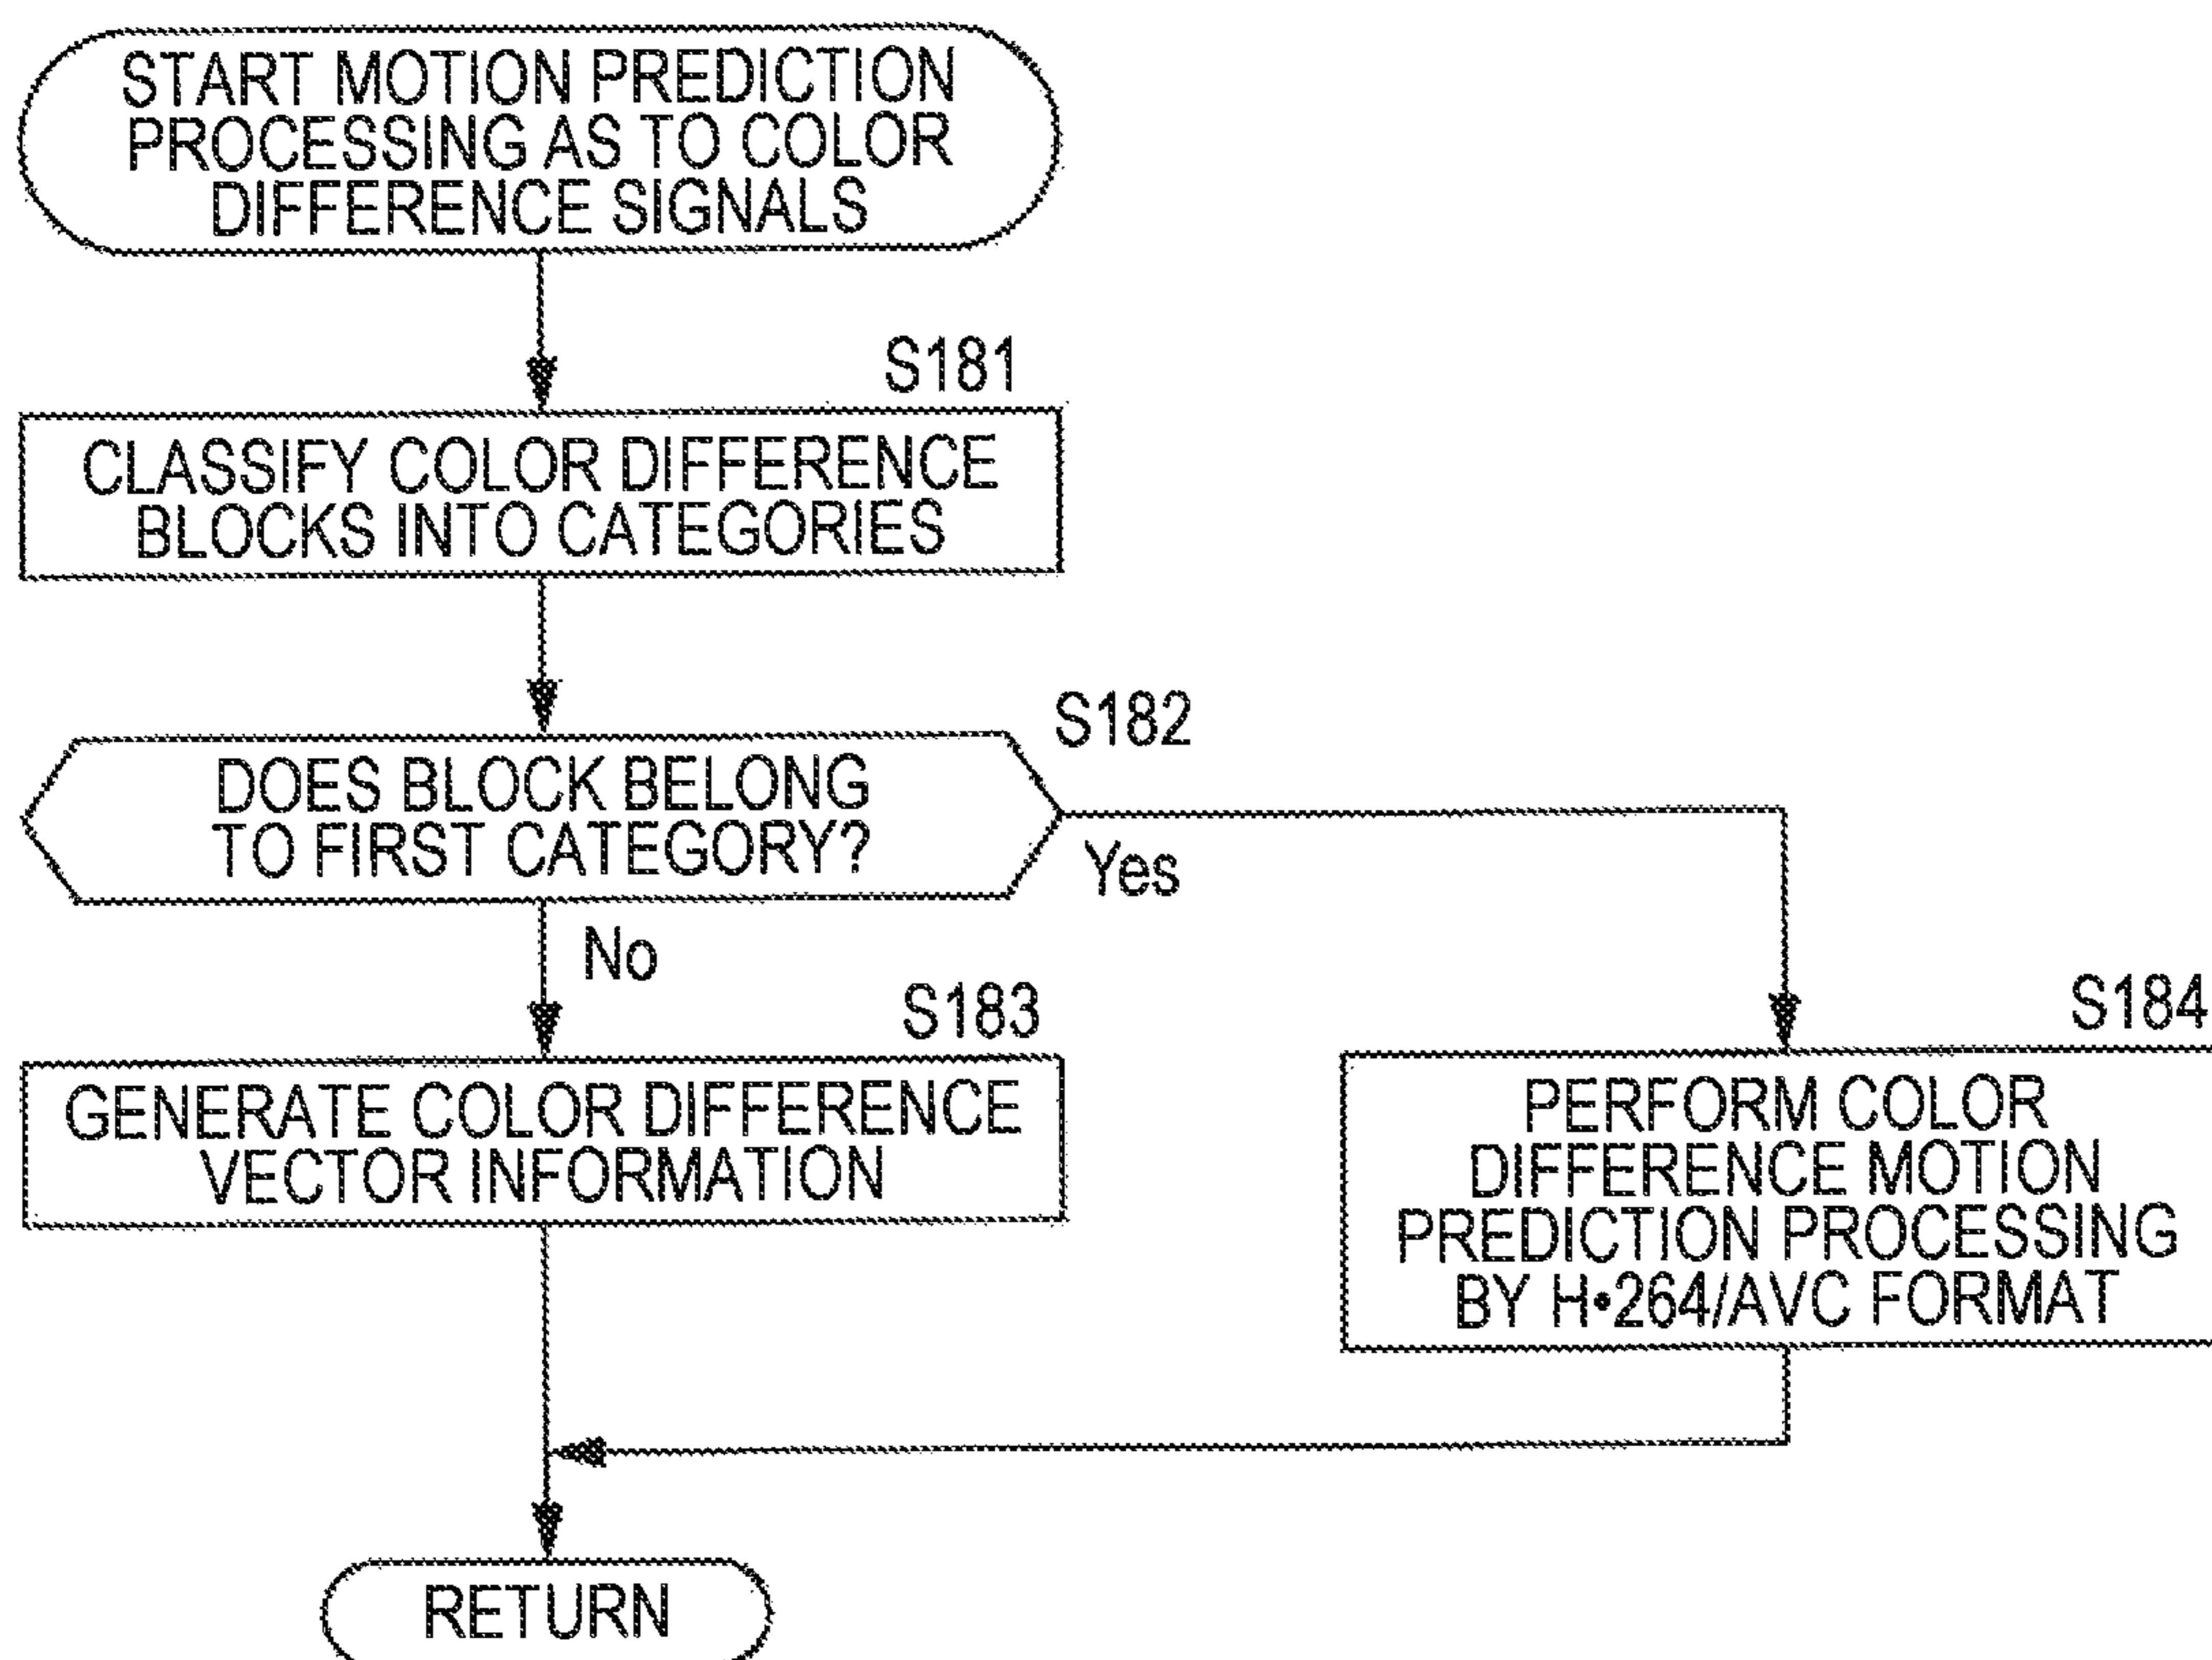 START MOTION PREDICTION
PROCESSING AS TO COLOR
DIFFERENCE SIGNALS
S181
CLASSIFY COLOR DIFFERENCE
BLOCKS INTO CATEGORIES
S182
DOES BLOCK BELONG
TO FIRST CATEGORY?
Yes
No
S183
GENERATE COLOR DIFFERENCE
VECTOR INFORMATION
S184
PERFORM COLOR
DIFFERENCE MOTION
PREDICTION PROCESSING
BY H•264/AVC FORMAT
RETURN